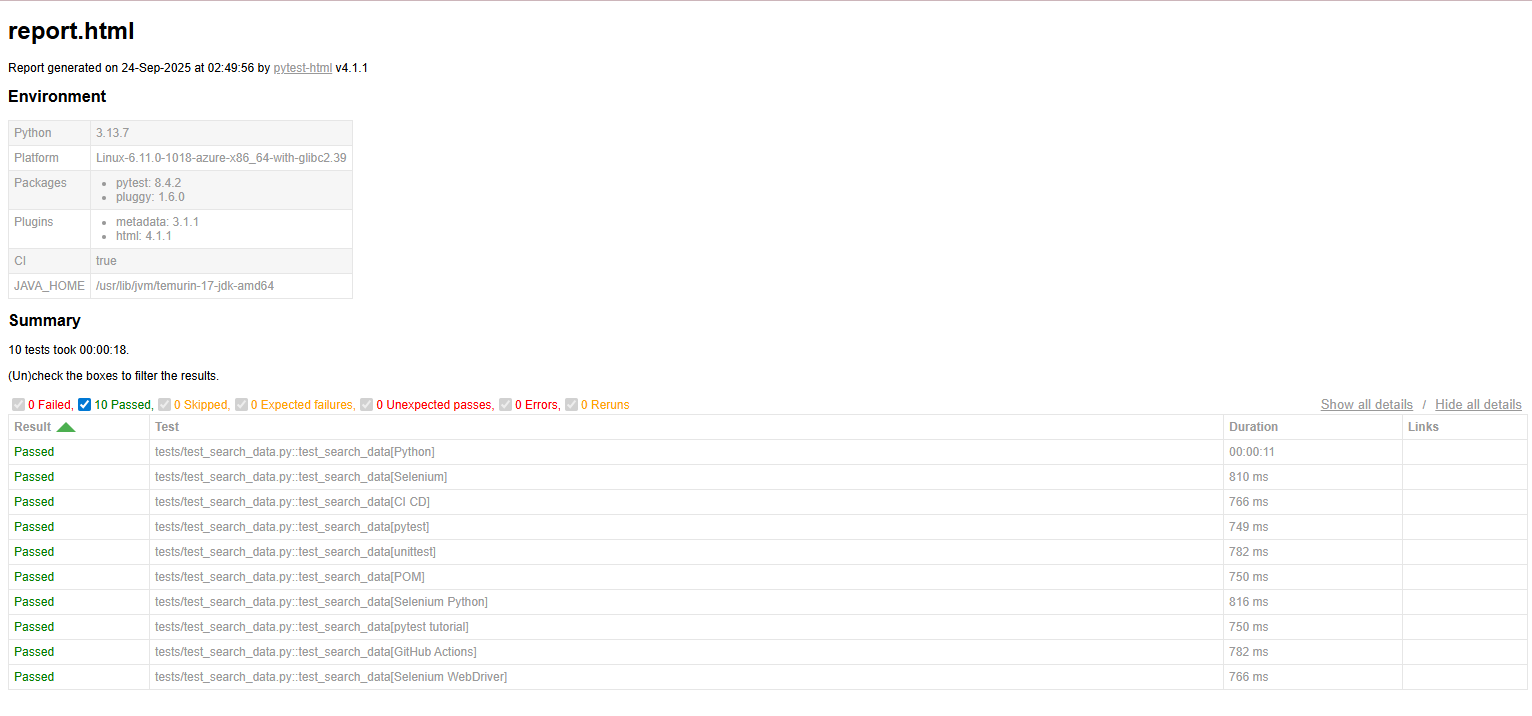 report.html
Report generated on 24-Sep-2025 at 02:49:56 by pytest-html v4.1.1
Environment
Python 3.13.7
Platform Linux-6.11.0-1018-azure-x86_64-with-glibc2.39
Packages
• pytest: 8.4.2
• pluggy: 1.6.0
Plugins
• metadata: 3.1.1
• html: 4.1.1
CI true
JAVA_HOME /usr/lib/jvm/temurin-17-jdk-amd64
Summary
10 tests took 00:00:18.
(Un)check the boxes to filter the results.
0 Failed, 10 Passed, 0 Skipped, 0 Expected failures, 0 Unexpected passes, 0 Errors, 0 Reruns Show all details / Hide all details
Result Test Duration Links
Passed tests/test_search_data.py::test_search_data[Python] 00:00:11
Passed tests/test_search_data.py::test_search_data[Selenium] 810 ms
Passed tests/test_search_data.py::test_search_data[CI CD] 766 ms
Passed tests/test_search_data.py::test_search_data[pytest] 749 ms
Passed tests/test_search_data.py::test_search_data[unittest] 782 ms
Passed tests/test_search_data.py::test_search_data[POM] 750 ms
Passed tests/test_search_data.py::test_search_data[Selenium Python] 816 ms
Passed tests/test_search_data.py::test_search_data[pytest tutorial] 750 ms
Passed tests/test_search_data.py::test_search_data[GitHub Actions] 782 ms
Passed tests/test_search_data.py::test_search_data[Selenium WebDriver] 766 ms